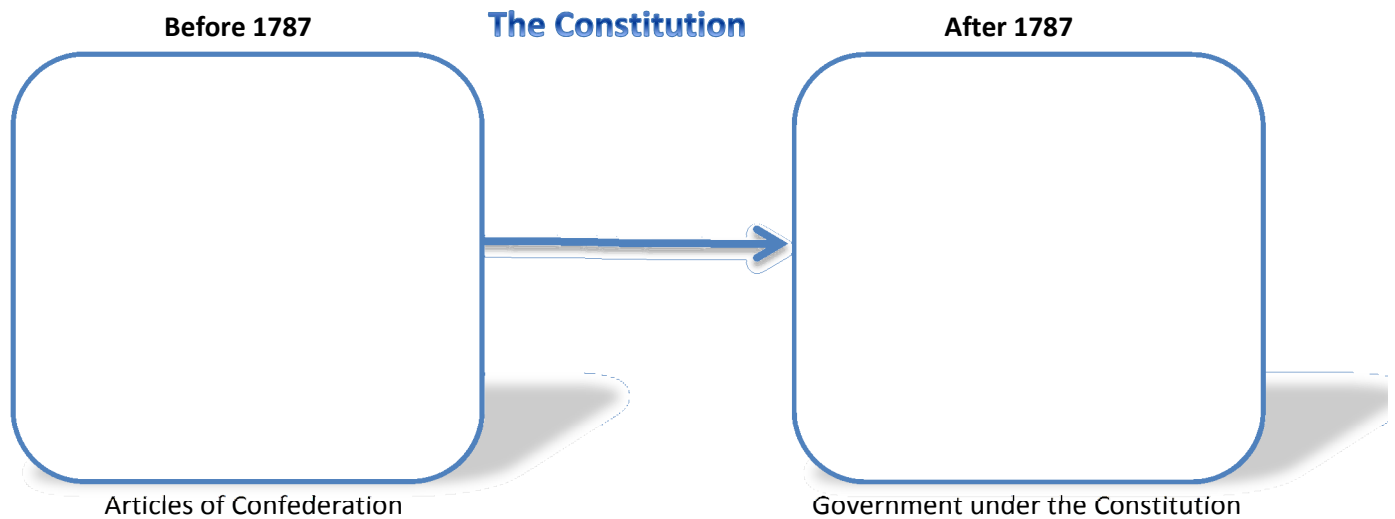 Before 1787
The Constitution
After 1787
Articles of Confederation
Government under the Constitution